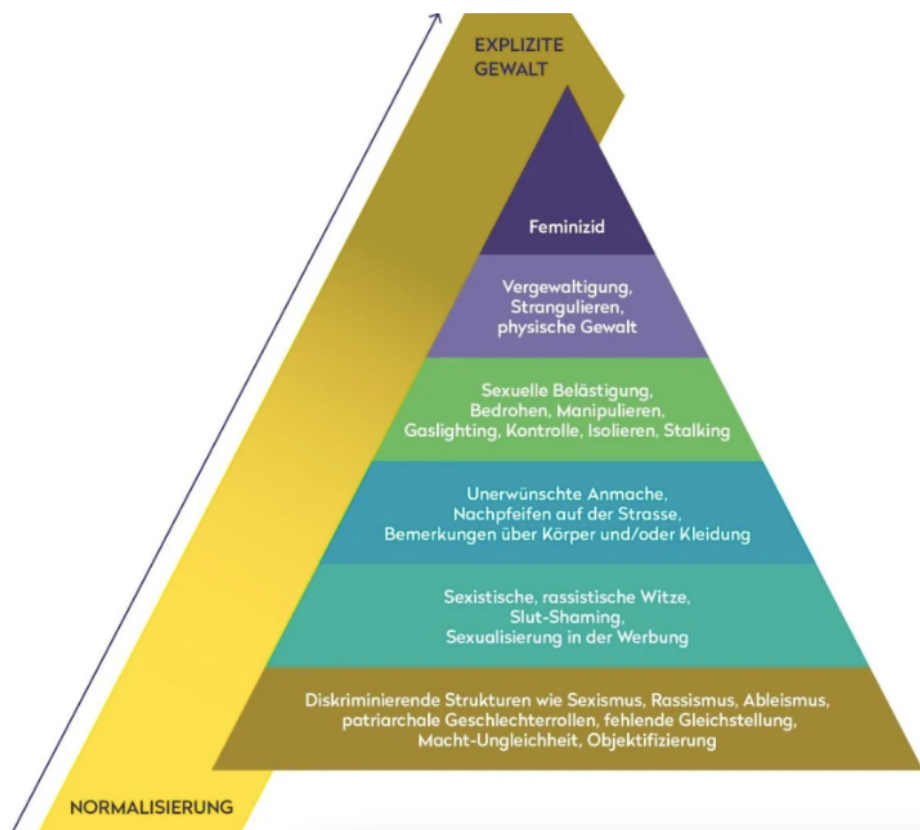 EXPLIZITE
GEWALT
Feminizid
Vergewaltigung,
Strangulieren,
physische Gewalt
Sexuelle Belästigung,
Bedrohen, Manipulieren,
Gaslighting, Kontrolle, Isolieren, Stalking
Unerwünschte Anmache,
Nachpfeifen auf der Strasse,
Bemerkungen über Körper und/oder Kleidung
Sexistische, rassistische Witze,
Slut-Shaming,
Sexualisierung in der Werbung
Diskriminierende Strukturen wie Sexismus, Rassismus, Ableismus,
patriarchale Geschlechterrollen, fehlende Gleichstellung,
Macht-Ungleichheit, Objektifizierung
NORMALISIERUNG